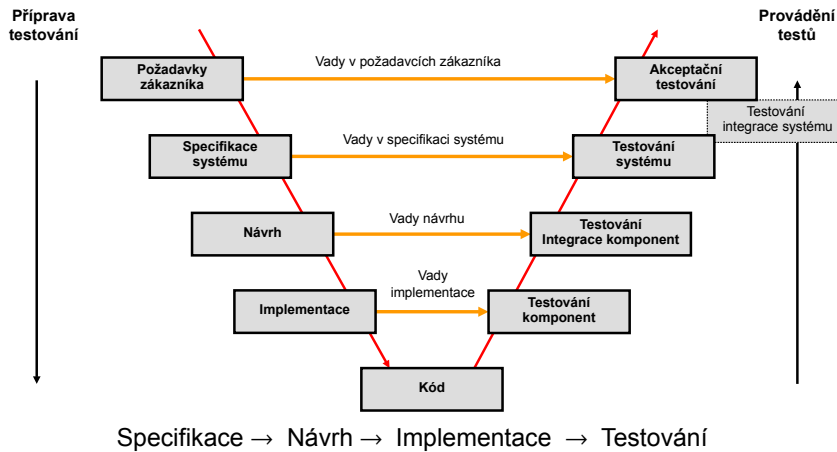 Příprava
testování
Provádění
testů
Požadavky
zákazníka
Vady v požadavcích zákazníka
Akceptační
testování
Testování
integrace systému
Specifikace
systému
Vady v specifikaci systému
Testování
systému
Návrh
Vady návrhu
Testování
Integrace komponent
Implementace
Vady
implementace
Testování
komponent
Kód
Specifikace → Návrh → Implementace → Testování